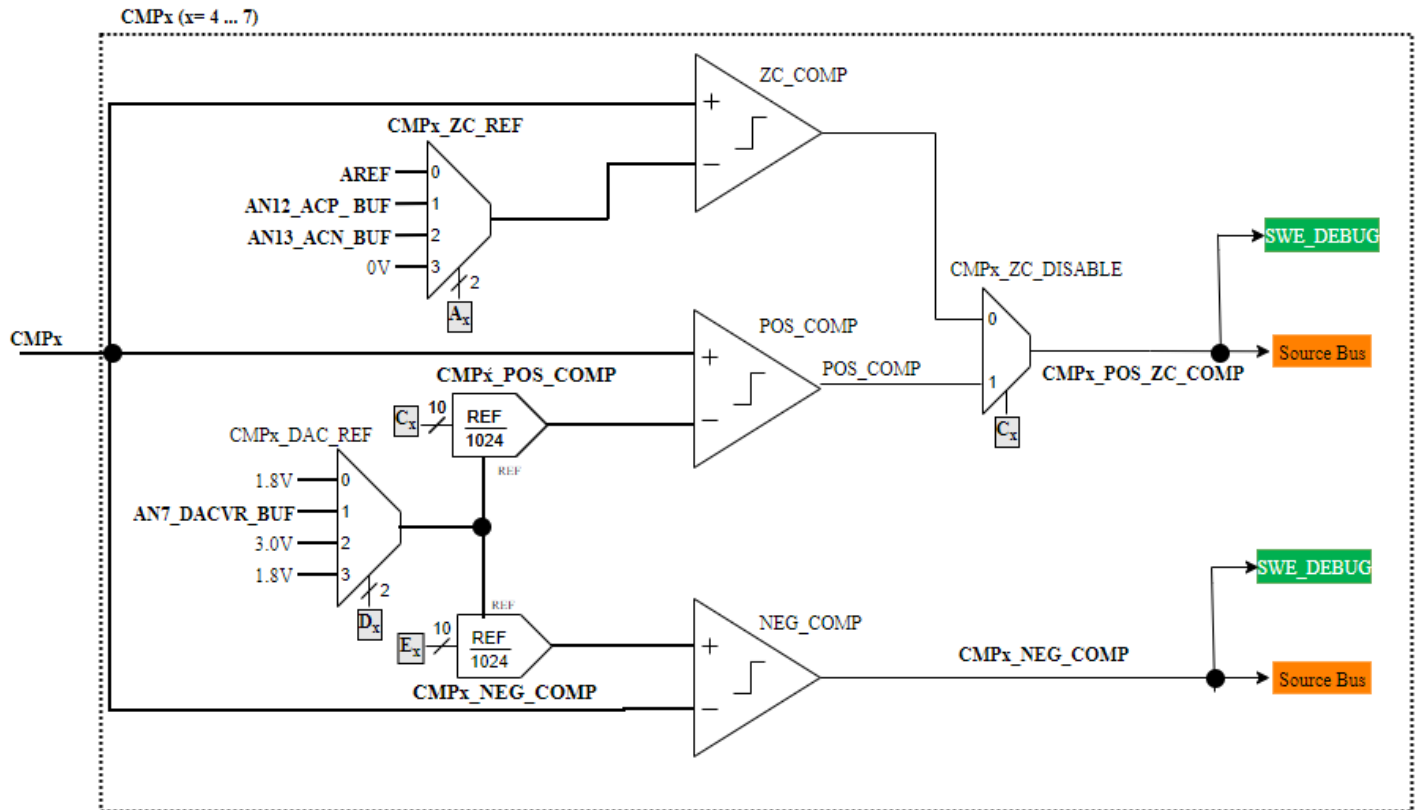 CMPx (x= 4 ... 7)
ZC_COMP
+
−
CMPx_ZC_REF
AREF 0
AN12_ACP_ BUF 1
AN13_ACN_BUF 2
0V 3
2
Ax
SWE_DEBUG
CMPx_ZC_DISABLE
0
1
Cx
CMPx
POS_COMP
+
−
POS_COMP
CMPx_POS_ZC_COMP
Source Bus
CMPx_POS_COMP
Cx 10
REF
1024
REF
CMPx_DAC_REF
1.8V 0
AN7_DACVR_BUF 1
3.0V 2
1.8V 3
2
Dx
REF
Ex 10
REF
1024
CMPx_NEG_COMP
NEG_COMP
+
−
CMPx_NEG_COMP
SWE_DEBUG
Source Bus